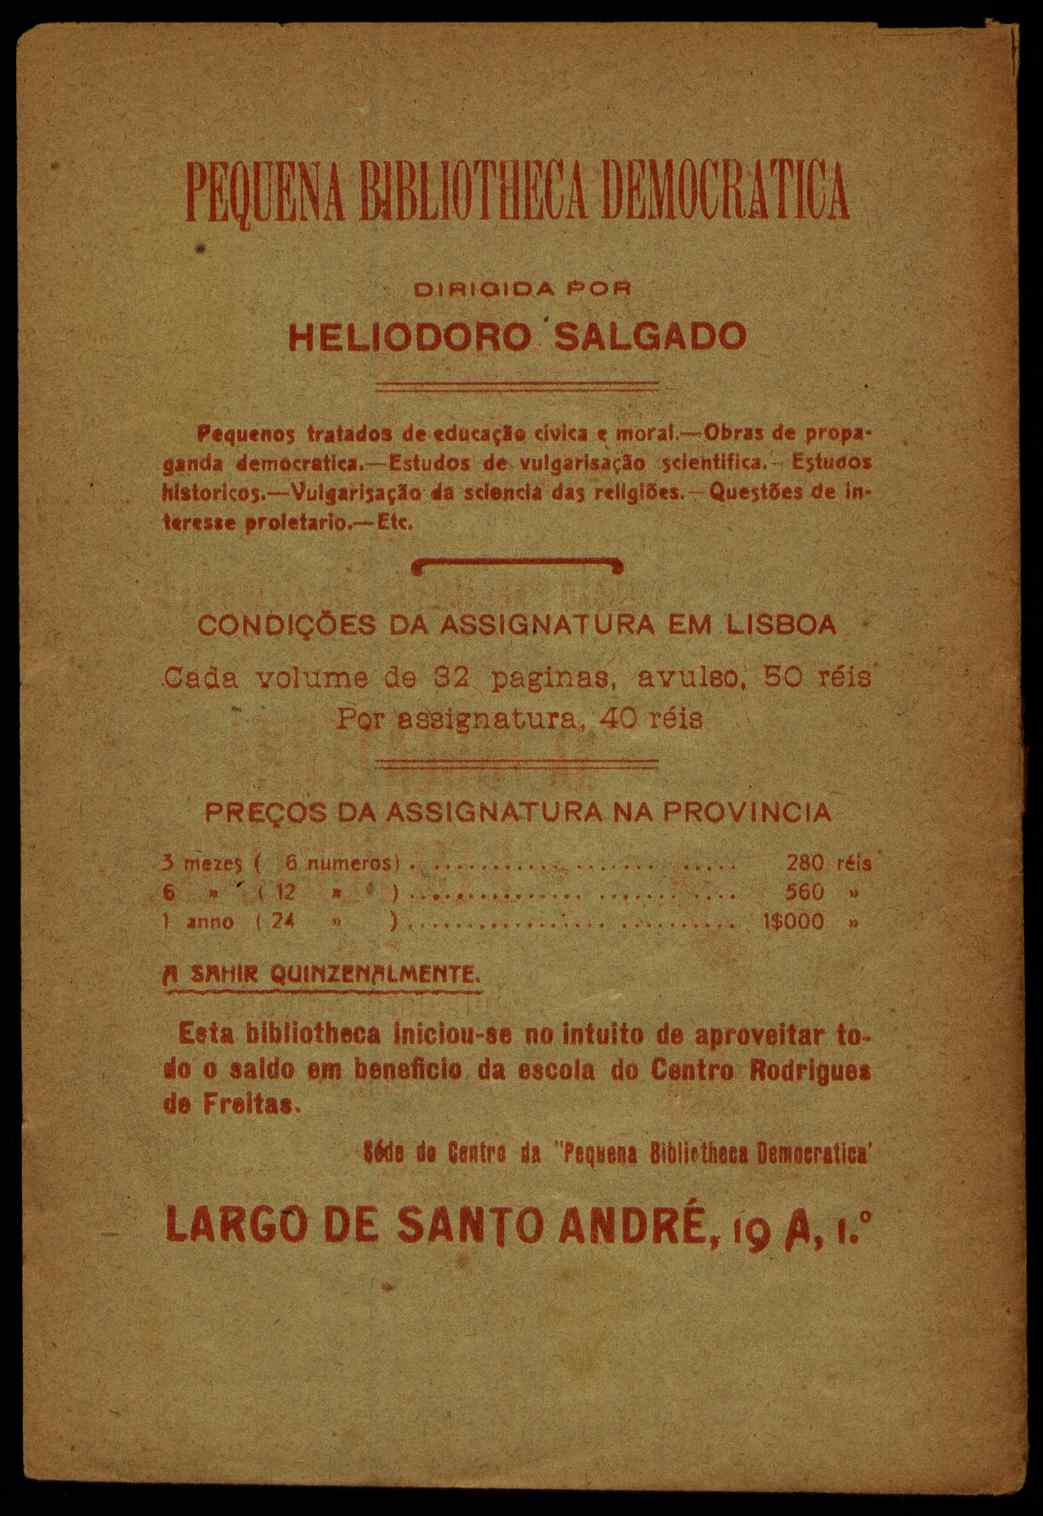 PEQUENA BIBLIOTHECA DEMOCRATICA
DIRIGIDA POR
HELIODORO SALGADO
Pequenos tratados de educação civica e moral.—Obras de propa-
ganda democratica.—Estudos de vulgarisação scientifica.—Estudos
historicos.—Vulgarisação da sciencia das religiões.—Questões de in-
teresse proletario.—Etc.
CONDIÇÕES DA ASSIGNATURA EM LISBOA
Cada volume de 32 paginas, avulso, 50 réis
Por assignatura, 40 réis
PREÇOS DA ASSIGNATURA NA PROVINCIA
3 mezes ( 6 numeros) . . . . . . . . . . . . . . . . . . . . . . . . 280 réis
6 » ( 12 » ) . . . . . . . . . . . . . . . . . . . . . . . . 560 »
1 anno ( 24 » ) . . . . . . . . . . . . . . . . . . . . . . . . 1$000 »
A SAHIR QUINZENALMENTE.
Esta bibliotheca iniciou-se no intuito de aproveitar to-
do o saldo em beneficio da escola do Centro Rodrigues
de Freitas.
Séde do Centro da "Pequena Bibliotheca Democratica'
LARGO DE SANTO ANDRÉ, 19 A, 1.º